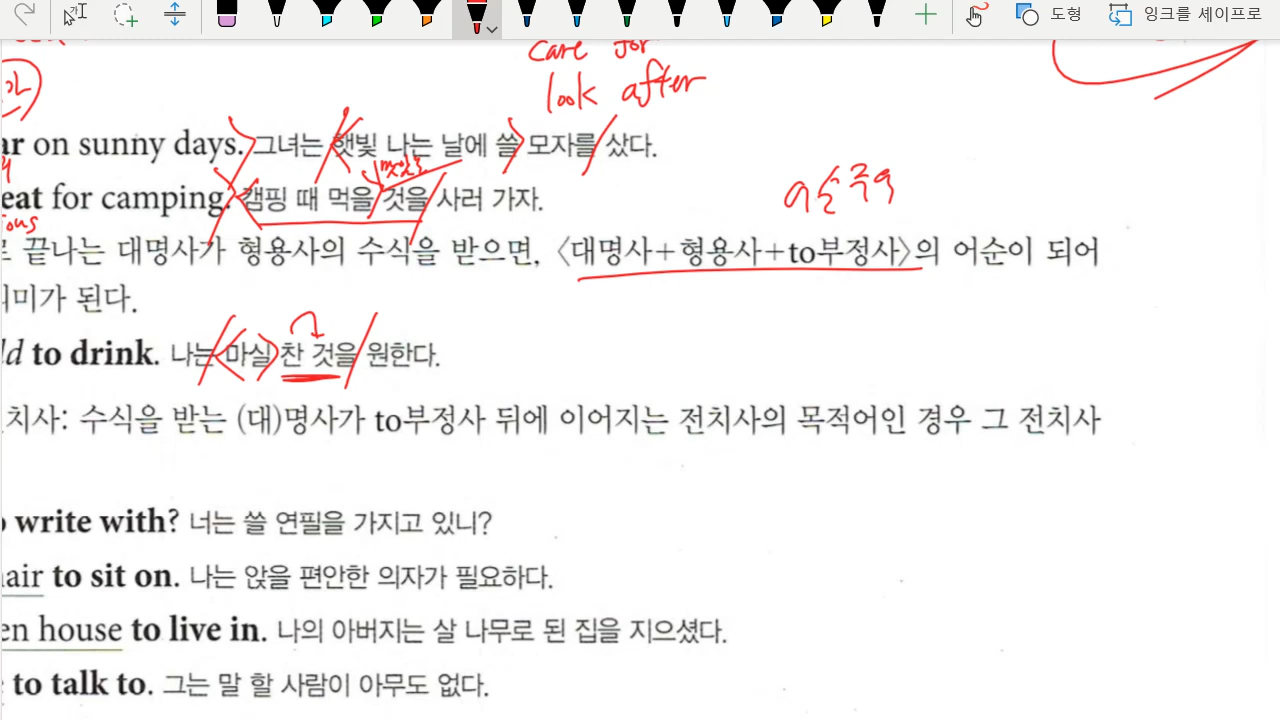 도형 잉크를 셰이프로
care for
look after
ar on sunny days. 그녀는 햇빛 나는 날에 쓸 모자를 샀다.
맛있는
eat for camping. 캠핑 때 먹을 것을 사러 가자.
어순주의
ious
로 끝나는 대명사가 형용사의 수식을 받으면, 〈대명사+형용사+to부정사〉의 어순이 되어
의미가 된다.
ld to drink. 나는 마실 찬 것을 원한다.
치사: 수식을 받는 (대)명사가 to부정사 뒤에 이어지는 전치사의 목적어인 경우 그 전치사
o write with? 너는 쓸 연필을 가지고 있니?
hair to sit on. 나는 앉을 편안한 의자가 필요하다.
en house to live in. 나의 아버지는 살 나무로 된 집을 지으셨다.
e to talk to. 그는 말 할 사람이 아무도 없다.